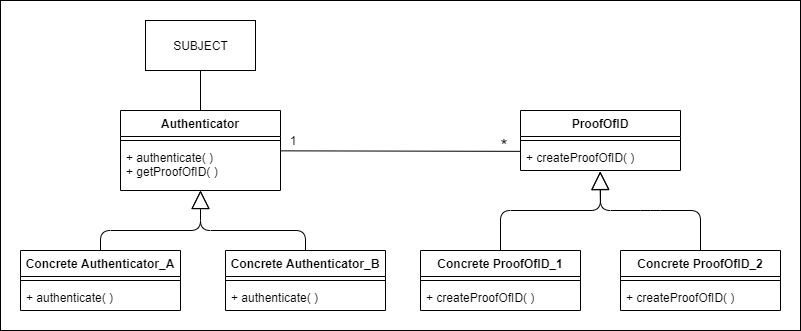 SUBJECT
Authenticator
+ authenticate( )
+ getProofOfID( )
1
*
ProofOfID
+ createProofOfID( )
Concrete Authenticator_A
+ authenticate( )
Concrete Authenticator_B
+ authenticate( )
Concrete ProofOfID_1
+ createProofOfID( )
Concrete ProofOfID_2
+ createProofOfID( )